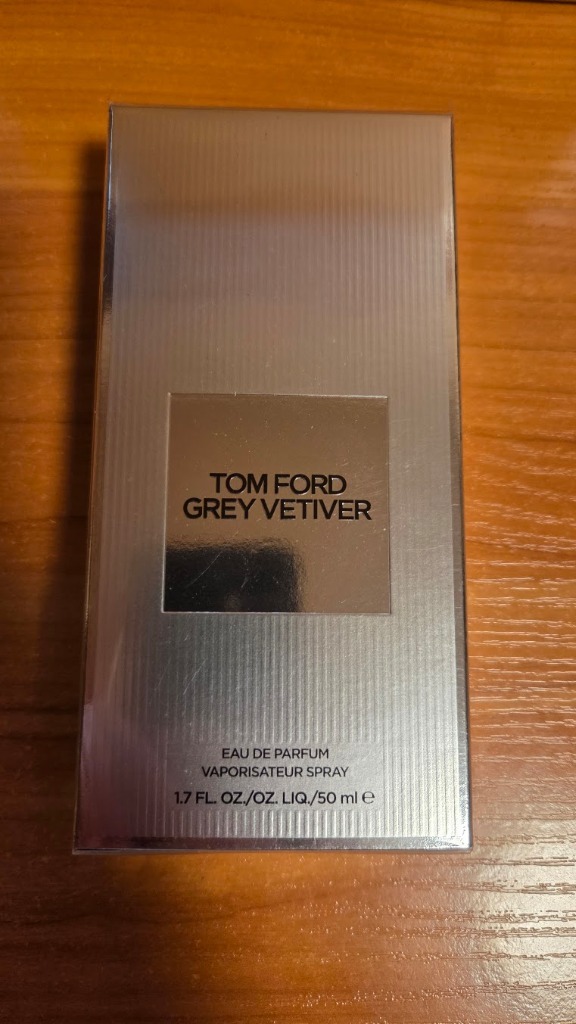 TOM FORD
GREY VETIVER
EAU DE PARFUM
VAPORISATEUR SPRAY
1.7 FL. OZ./OZ. LIQ./50 ml ℮